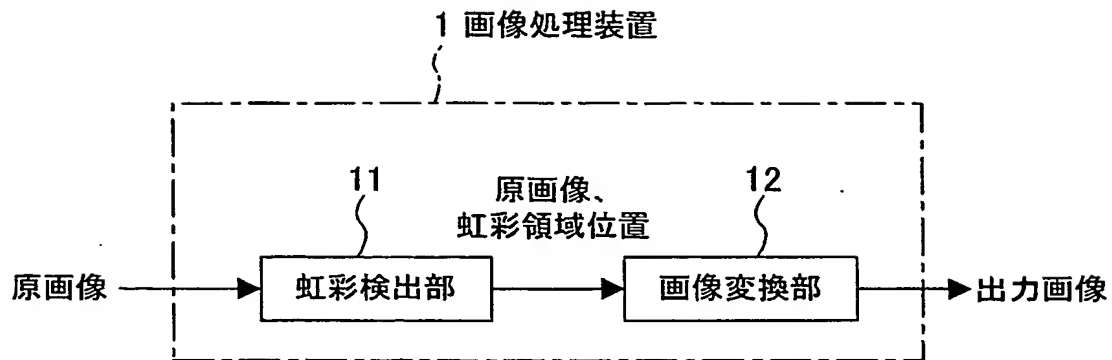 1 画像処理装置
11
原画像、
虹彩領域位置
12
原画像
虹彩検出部
画像変換部
出力画像